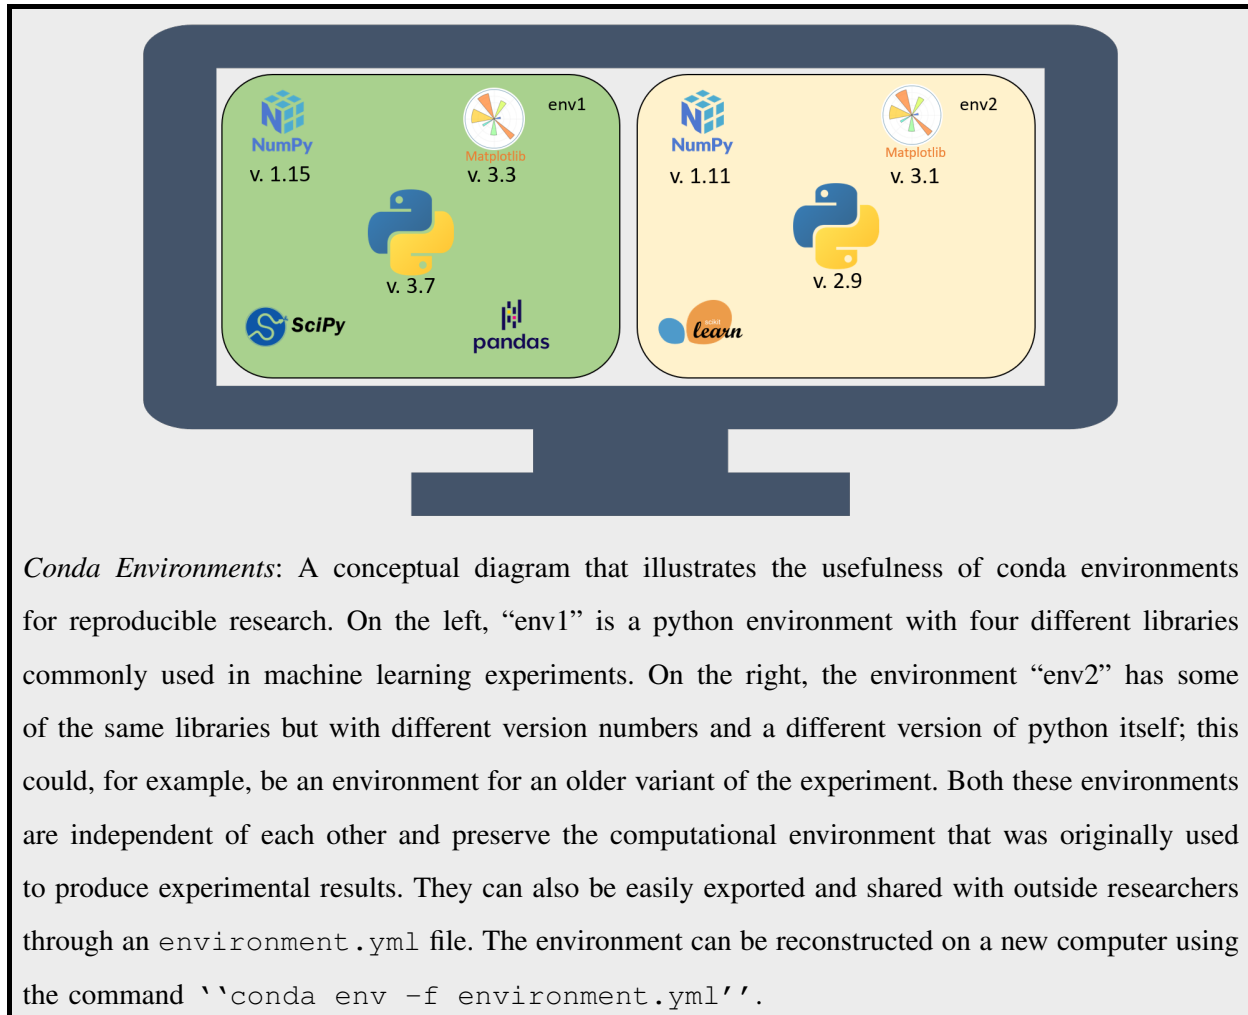 env1
NumPy
v. 1.15
Matplotlib
v. 3.3
v. 3.7
SciPy
pandas
env2
NumPy
v. 1.11
Matplotlib
v. 3.1
v. 2.9
scikit
learn
Conda Environments: A conceptual diagram that illustrates the usefulness of conda environments
for reproducible research. On the left, “env1” is a python environment with four different libraries
commonly used in machine learning experiments. On the right, the environment “env2” has some
of the same libraries but with different version numbers and a different version of python itself; this
could, for example, be an environment for an older variant of the experiment. Both these environments
are independent of each other and preserve the computational environment that was originally used
to produce experimental results. They can also be easily exported and shared with outside researchers
through an environment.yml file. The environment can be reconstructed on a new computer using
the command ‘‘conda env -f environment.yml’’.